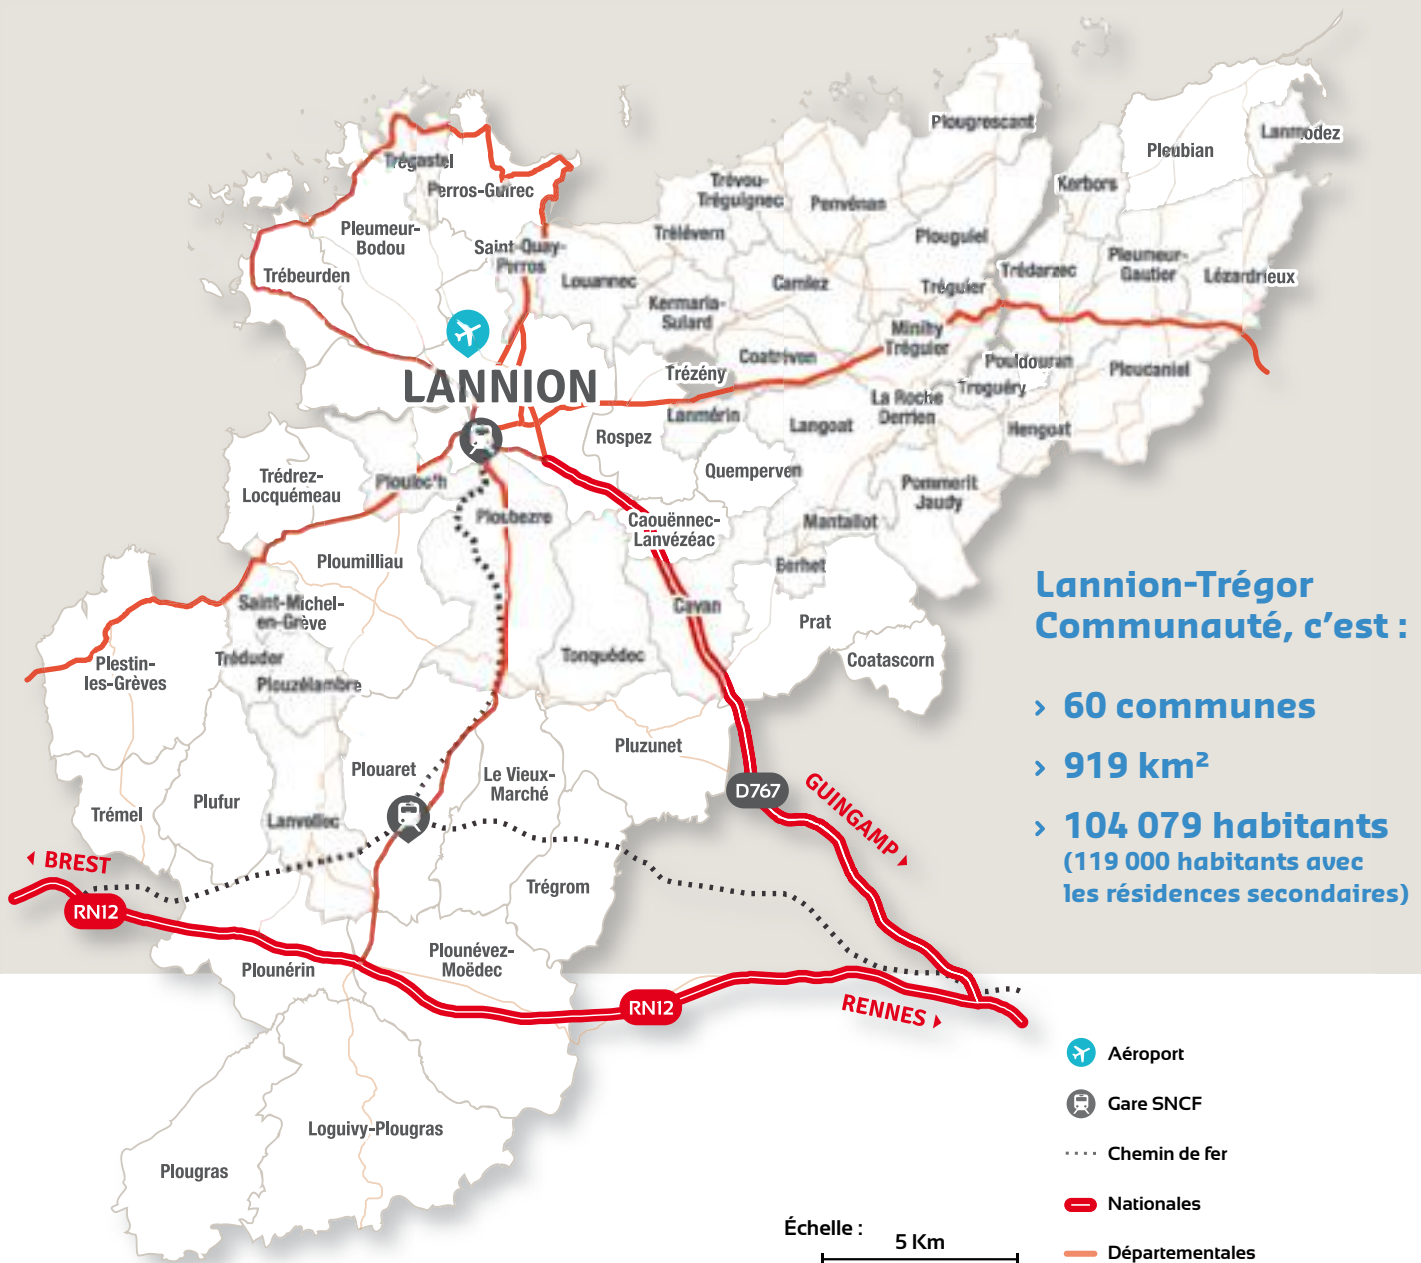 Plougrescant
Lanmodez
Pleubian
Trégastel
Perros-Guirec
Trévou-
Tréguignec
Penvénan
Kerbors
Pleumeur-
Bodou
Saint-Quay-
Perros
Trélévern
Plouguiel
Trébeurden
Louannec
Camlez
Tréguier
Trédarzec
Pleumeur-
Gautier
Lézardrieux
Kermaria-
Sulard
Minihy
Tréguier
Coatréven
Trézény
Pouldouran
Troguéry
Pleudaniel
LANNION
Lanmérin
La Roche
Derrien
Langoat
Hengoat
Rospez
Trédrez-
Locquémeau
Ploulec'h
Quemperven
Pommerit
Jaudy
Ploubezre
Caouënnec-
Lanvézéac
Mantallot
Ploumilliau
Berhet
Saint-Michel-
en-Grève
Cavan
Prat
Plestin-
les-Grèves
Tréduder
Plouzélambre
Tonquédec
Coatascorn
Pluzunet
Plouaret
Le Vieux-
Marché
Trémel
Plufur
Lanvellec
D767
GUINGAMP
BREST
RN12
Trégrom
Plounérin
Plounévez-
Moëdec
RN12
RENNES
Loguivy-Plougras
Plougras
Lannion-Trégor
Communauté, c’est :
› 60 communes
› 919 km²
› 104 079 habitants
(119 000 habitants avec
les résidences secondaires)
Aéroport
Gare SNCF
Chemin de fer
Nationales
Départementales
Échelle :
5 Km